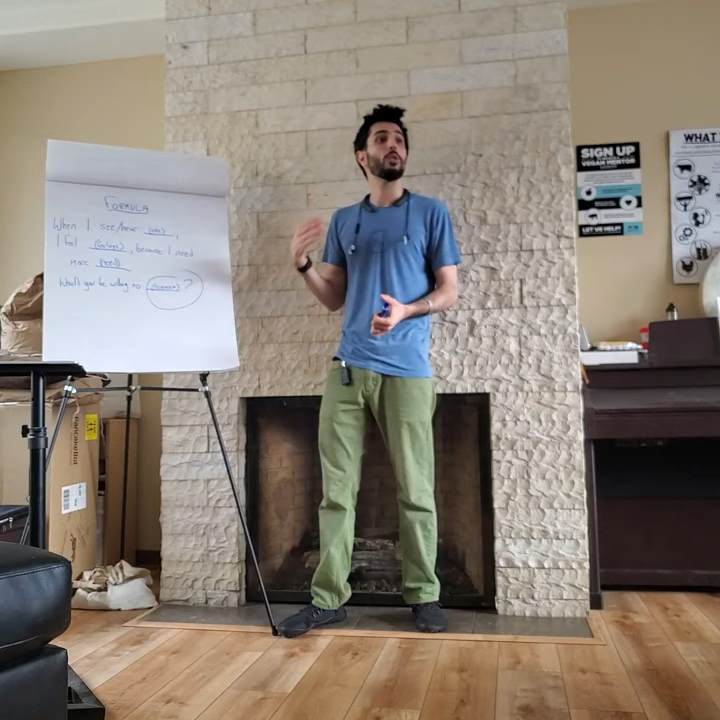 FORMULA
When I see/hear (obs),
I feel (feelings), because I need
more (need)
Would you be willing to (request)?
SIGN UP
VEGAN MENTOR
LET US HELP!
WHAT
PancakeBot